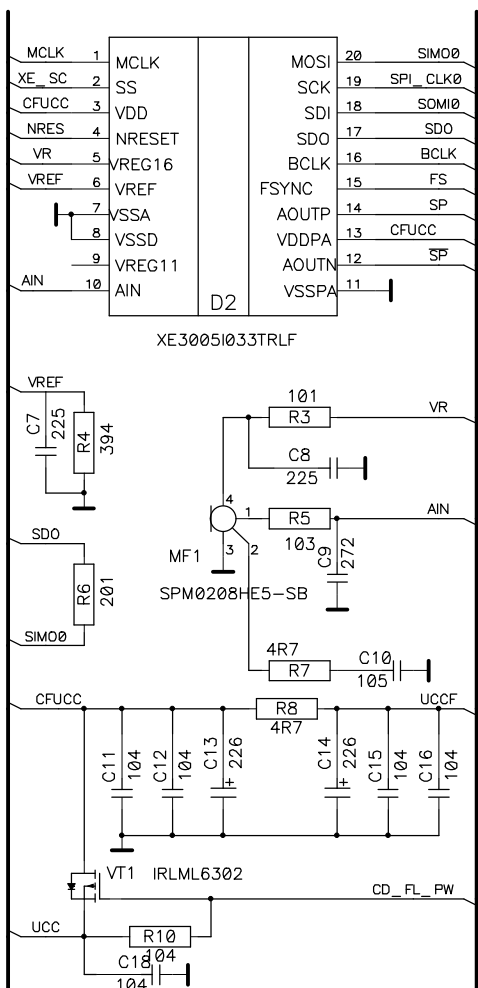 MCLK 1 MCLK MOSI 20 SIMO0
XE_SC 2 SS SCK 19 SPI_CLK0
CFUCC 3 VDD SDI 18 SOMI0
NRES 4 NRESET SDO 17 SDO
VR 5 VREG16 BCLK 16 BCLK
VREF 6 VREF FSYNC 15 FS
7 VSSA AOUTP 14 SP
8 VSSD VDDPA 13 CFUCC
9 VREG11 AOUTN 12 SP
AIN 10 AIN VSSPA 11
D2
XE3005I033TRLF
VREF
C7
225
R4
394
101
R3
VR
C8
225
4
1
R5
AIN
103
C9
272
3
2
MF1
SPM0208HE5-SB
SDO
R6
201
SIMO0
4R7
R7
C10
105
CFUCC
R8
4R7
UCCF
C11
104
C12
104
C13
226
+
C14
226
+
C15
104
C16
104
VT1 IRLML6302
CD_FL_PW
UCC
R10
104
C18
104